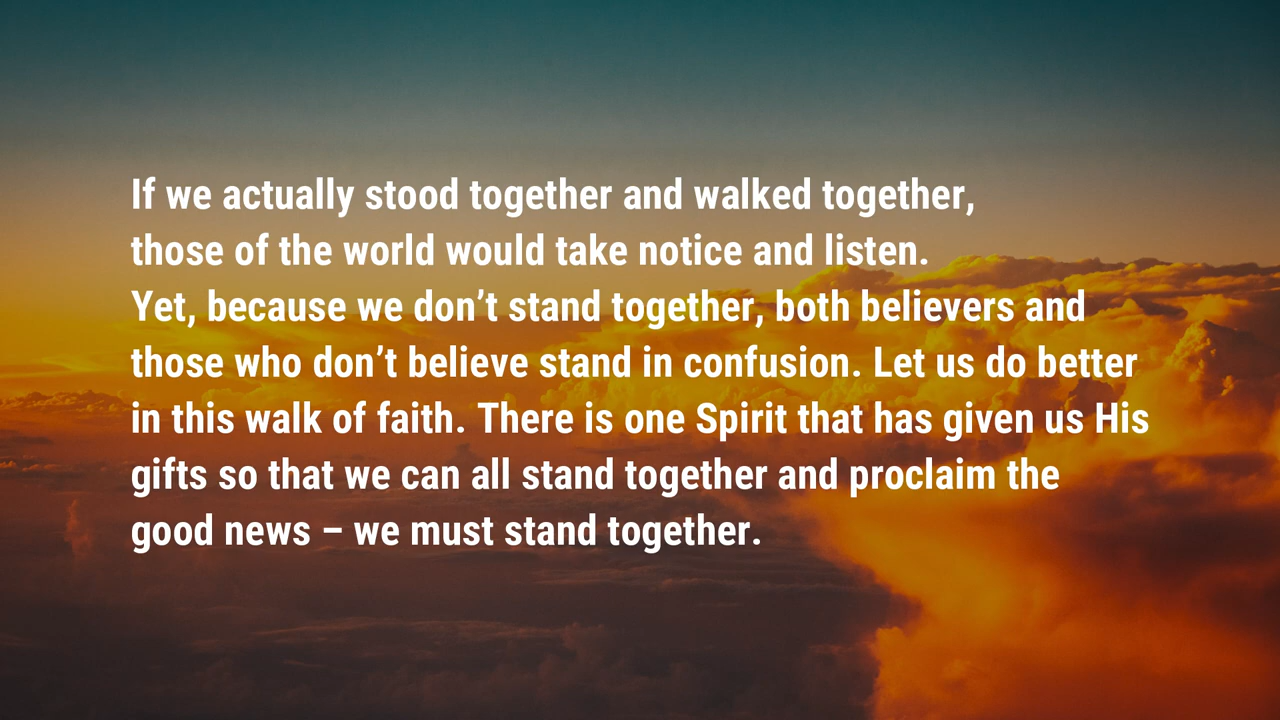 If we actually stood together and walked together,
those of the world would take notice and listen.
Yet, because we don’t stand together, both believers and
those who don’t believe stand in confusion. Let us do better
in this walk of faith. There is one Spirit that has given us His
gifts so that we can all stand together and proclaim the
good news – we must stand together.